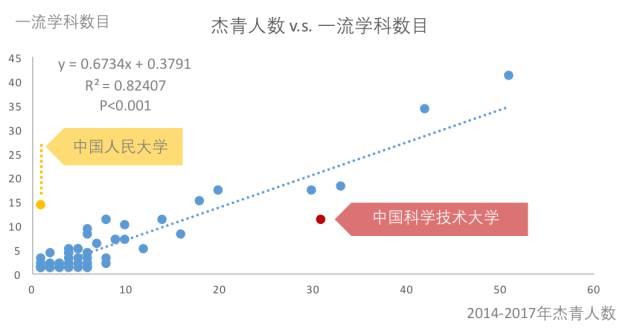 一流学科数目
杰青人数 v.s. 一流学科数目
y = 0.6734x + 0.3791
R² = 0.82407
P<0.001
中国人民大学
中国科学技术大学
45
40
35
30
25
20
15
10
5
0
0
10
20
30
40
50
60
2014-2017年杰青人数